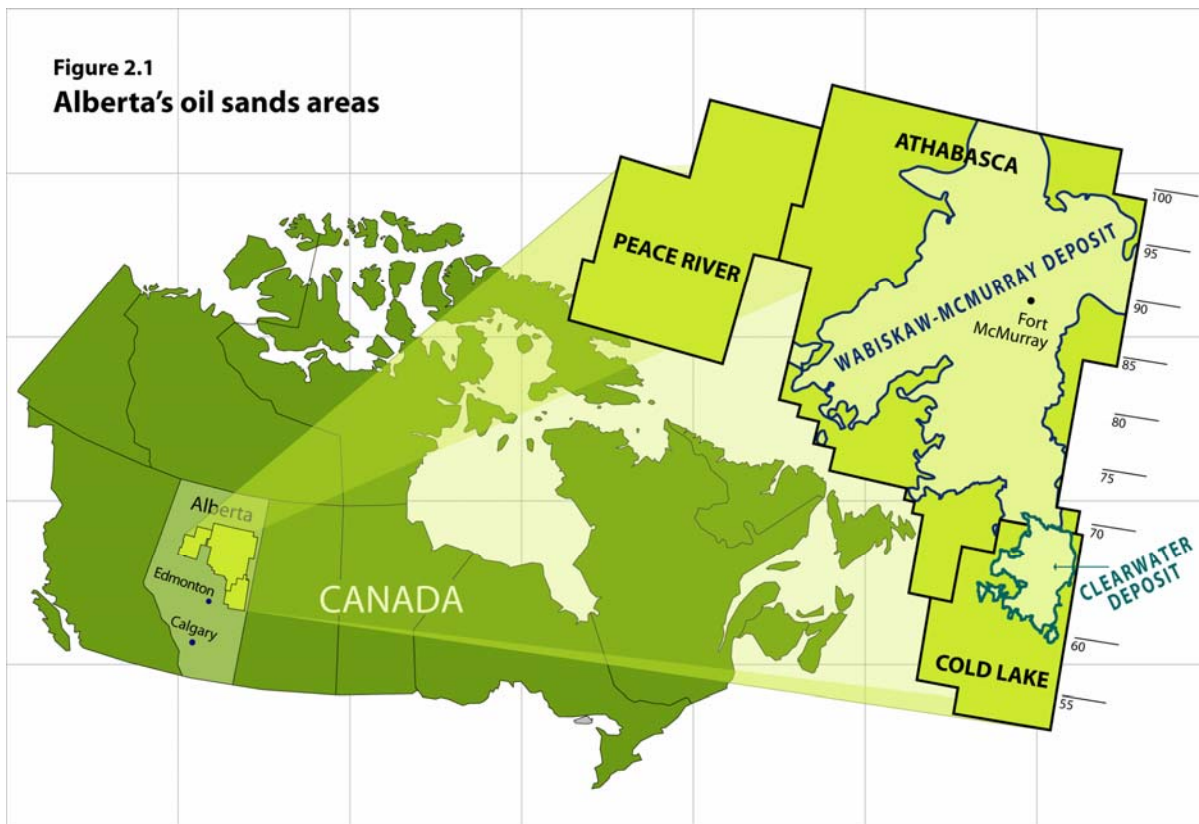 Figure 2.1
Alberta's oil sands areas
ATHABASCA
PEACE RIVER
WABISKAW-MCMURRAY DEPOSIT
Fort
McMurray
100
95
90
85
80
75
70
60
55
CLEARWATER
DEPOSIT
COLD LAKE
Alberta
Edmonton
Calgary
CANADA